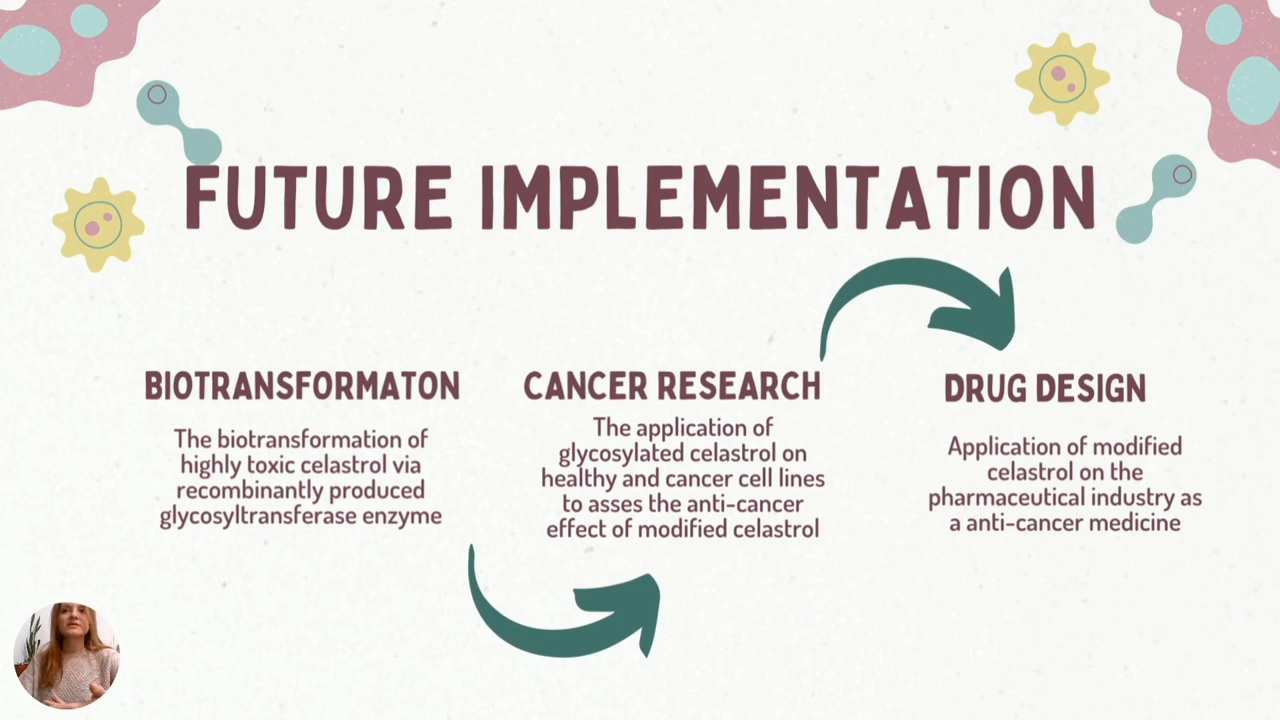 FUTURE IMPLEMENTATION
BIOTRANSFORMATON
The biotransformation of
highly toxic celastrol via
recombinantly produced
glycosyltransferase enzyme
CANCER RESEARCH
The application of
glycosylated celastrol on
healthy and cancer cell lines
to asses the anti-cancer
effect of modified celastrol
DRUG DESIGN
Application of modified
celastrol on the
pharmaceutical industry as
a anti-cancer medicine